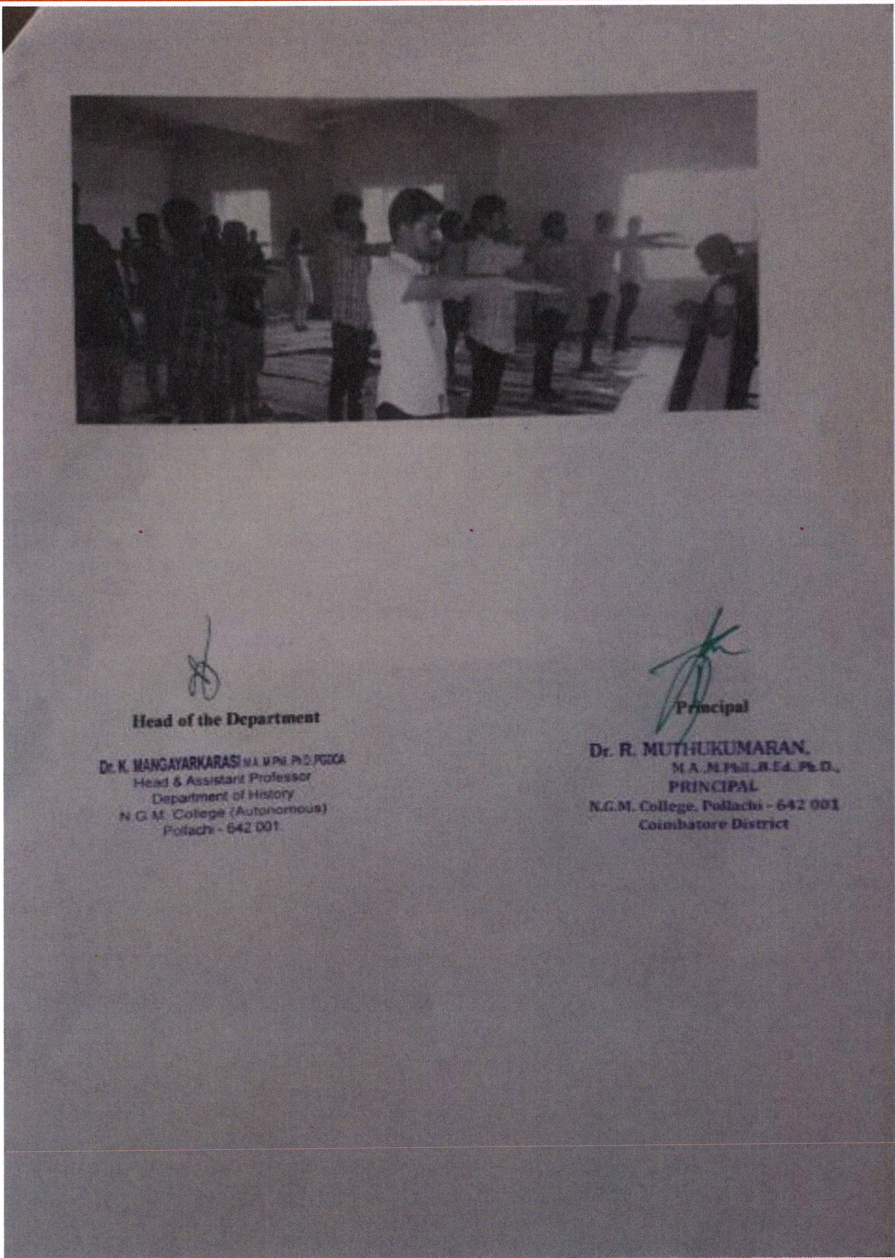 Head of the Department
Dr. K. MANGAYARKARASI M.A. M.Phil. Ph.D. PGDCA
Head & Assistant Professor
Department of History
N.G.M. College (Autonomous)
Pollachi - 642 001.
Principal
Dr. R. MUTHUKUMARAN,
M.A.,M.Phil.,B.Ed.,Ph.D.,
PRINCIPAL
N.G.M. College, Pollachi - 642 001
Coimbatore District